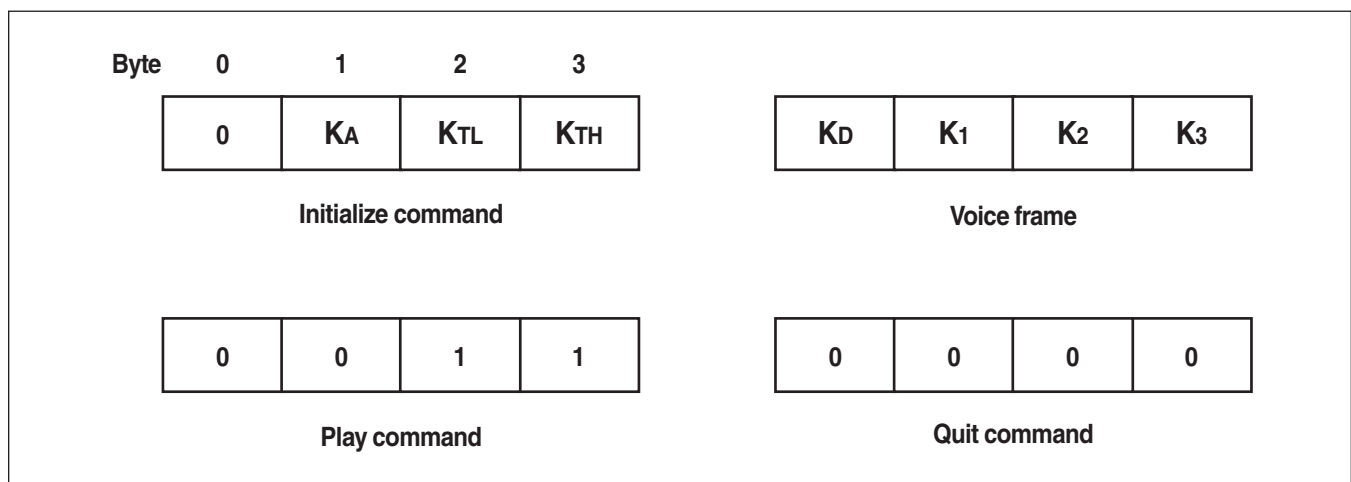 Byte 0 1 2 3
0 KA KTL KTH
KD K1 K2 K3
Initialize command
Voice frame
0 0 1 1
0 0 0 0
Play command
Quit command